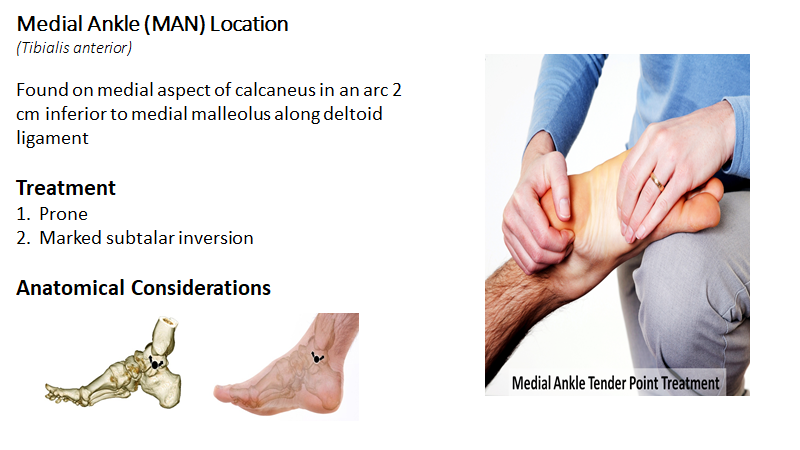 Medial Ankle (MAN) Location
(Tibialis anterior)
Found on medial aspect of calcaneus in an arc 2
cm inferior to medial malleolus along deltoid
ligament
Treatment
1. Prone
2. Marked subtalar inversion
Anatomical Considerations
Medial Ankle Tender Point Treatment